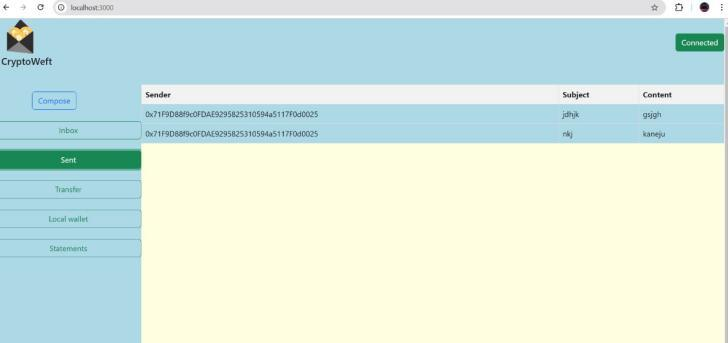 localhost:3000
CryptoWeft
Connected
Compose
Inbox
Sent
Transfer
Local wallet
Statements
Sender Subject Content
0x71F9D88f9c0FDAE9295825310594a5117F0d0025 jdhjk gsjgh
0x71F9D88f9c0FDAE9295825310594a5117F0d0025 nkj kaneju